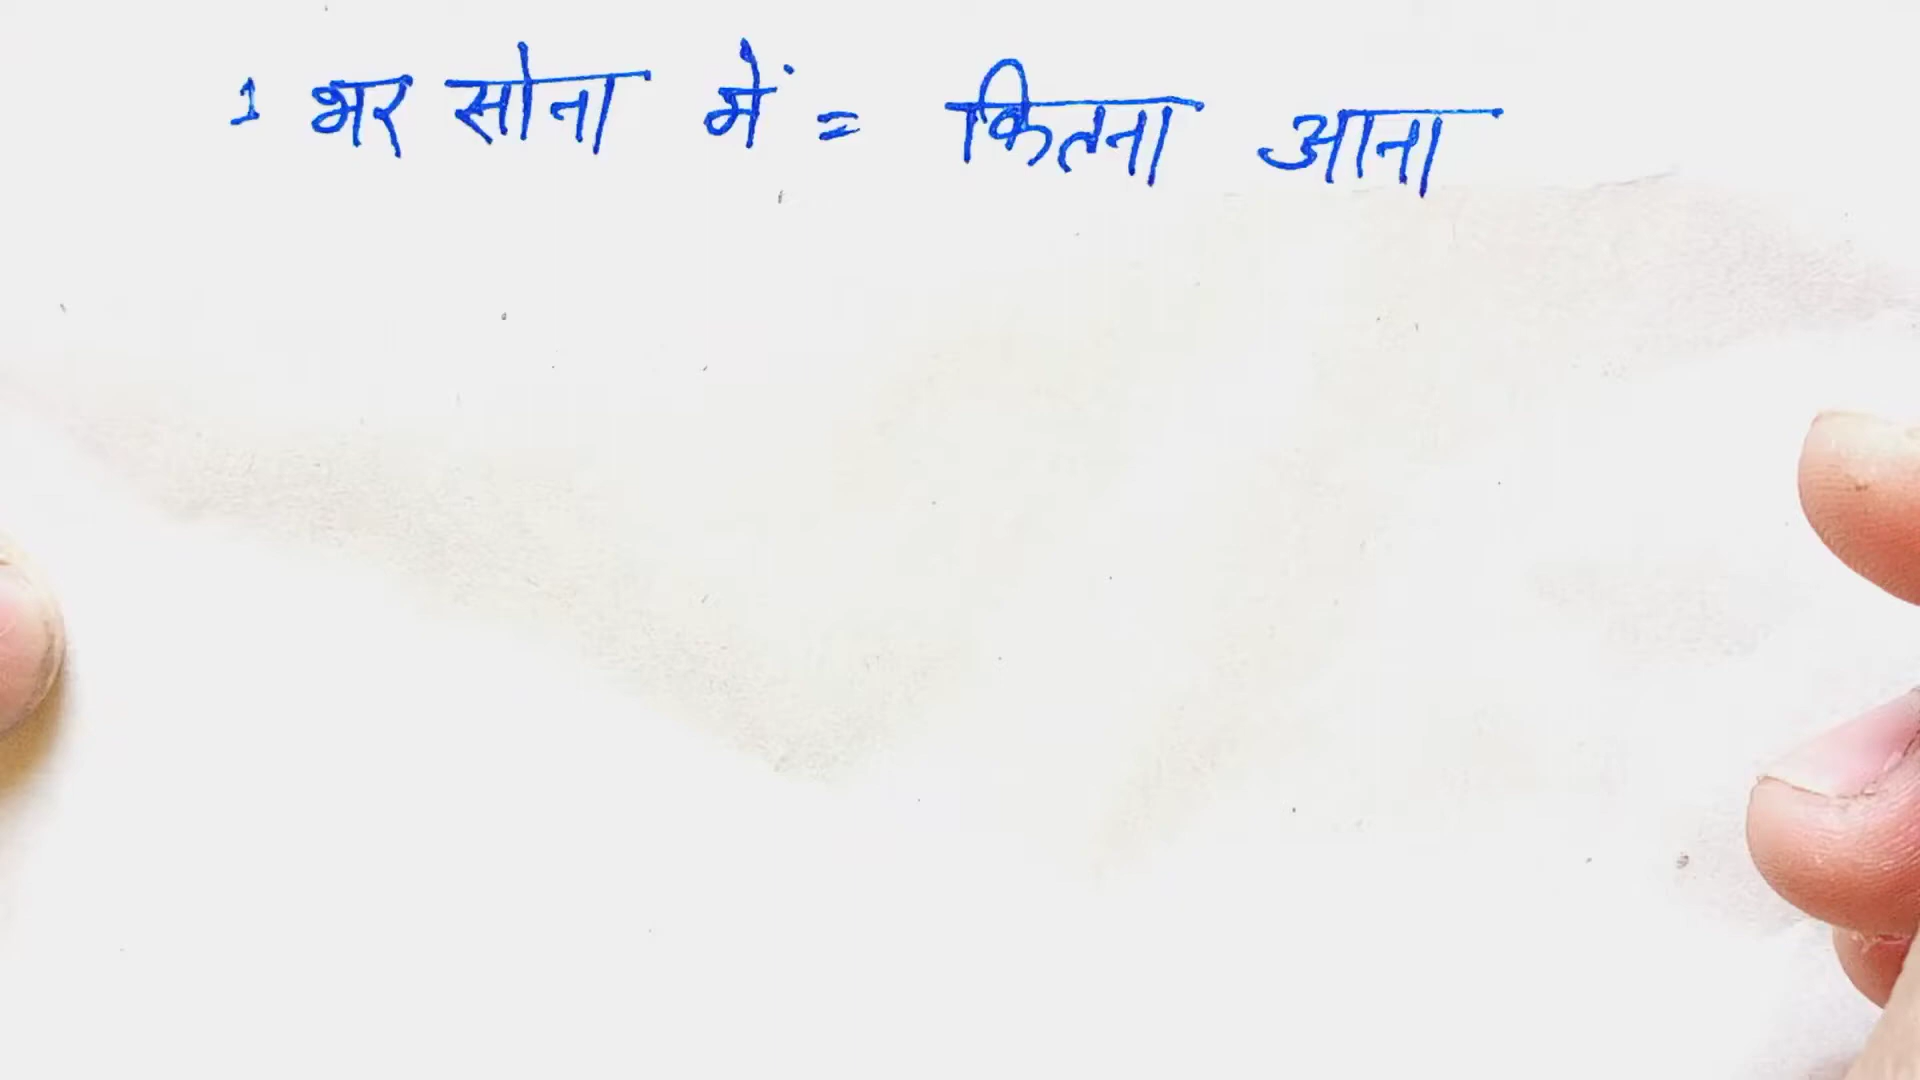 1 भर सोना में = कितना आना